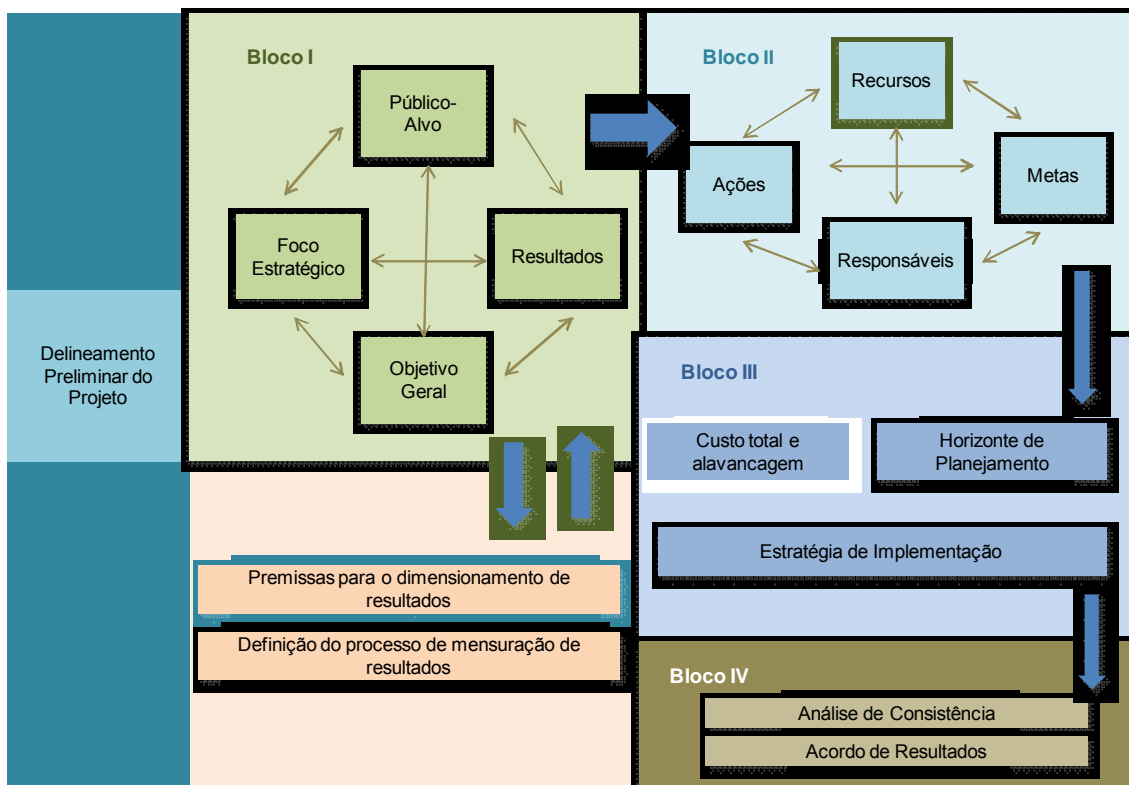 Delineamento
Preliminar do
Projeto
Bloco I
Público-
Alvo
Foco
Estratégico
Resultados
Objetivo
Geral
Bloco II
Recursos
Ações
Metas
Responsáveis
Bloco III
Custo total e
alavancagem
Horizonte de
Planejamento
Estratégia de Implementação
Premissas para o dimensionamento de
resultados
Definição do processo de mensuração de
resultados
Bloco IV
Análise de Consistência
Acordo de Resultados